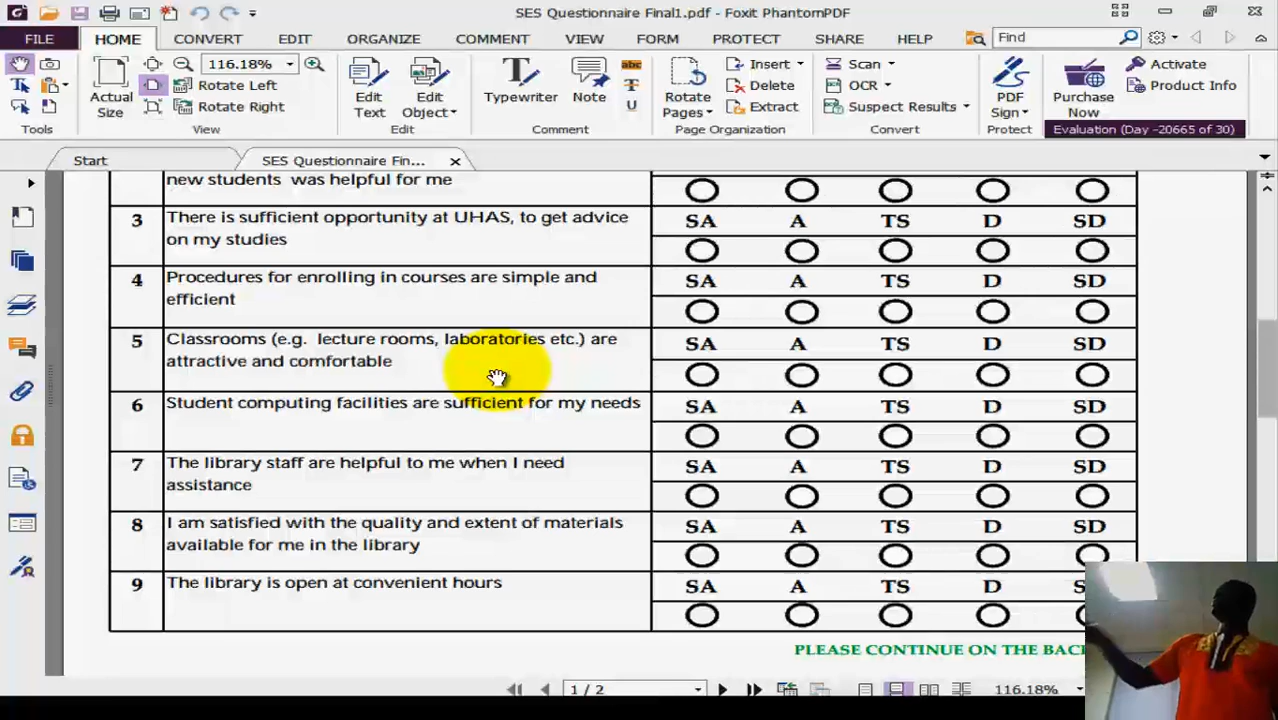 SES Questionnaire Final1.pdf - Foxit PhantomPDF
FILE HOME CONVERT EDIT ORGANIZE COMMENT VIEW FORM PROTECT SHARE HELP Find
116.18%
Actual Size
Rotate Left
Rotate Right
Edit Text
Edit Object
Typewriter
Note
abc
T
U
Rotate Pages
Insert
Delete
Extract
Scan
OCR
Suspect Results
PDF Sign
Purchase Now
Activate
Product Info
Tools View Edit Comment Page Organization Convert Protect Evaluation (Day -20665 of 30)
Start SES Questionnaire Fin...
new students was helpful for me
3 There is sufficient opportunity at UHAS, to get advice SA A TS D SD
on my studies
4 Procedures for enrolling in courses are simple and SA A TS D SD
efficient
5 Classrooms (e.g. lecture rooms, laboratories etc.) are SA A TS D SD
attractive and comfortable
6 Student computing facilities are sufficient for my needs SA A TS D SD
7 The library staff are helpful to me when I need SA A TS D SD
assistance
8 I am satisfied with the quality and extent of materials SA A TS D SD
available for me in the library
9 The library is open at convenient hours SA A TS D
PLEASE CONTINUE ON THE BACK
1 / 2 116.18%